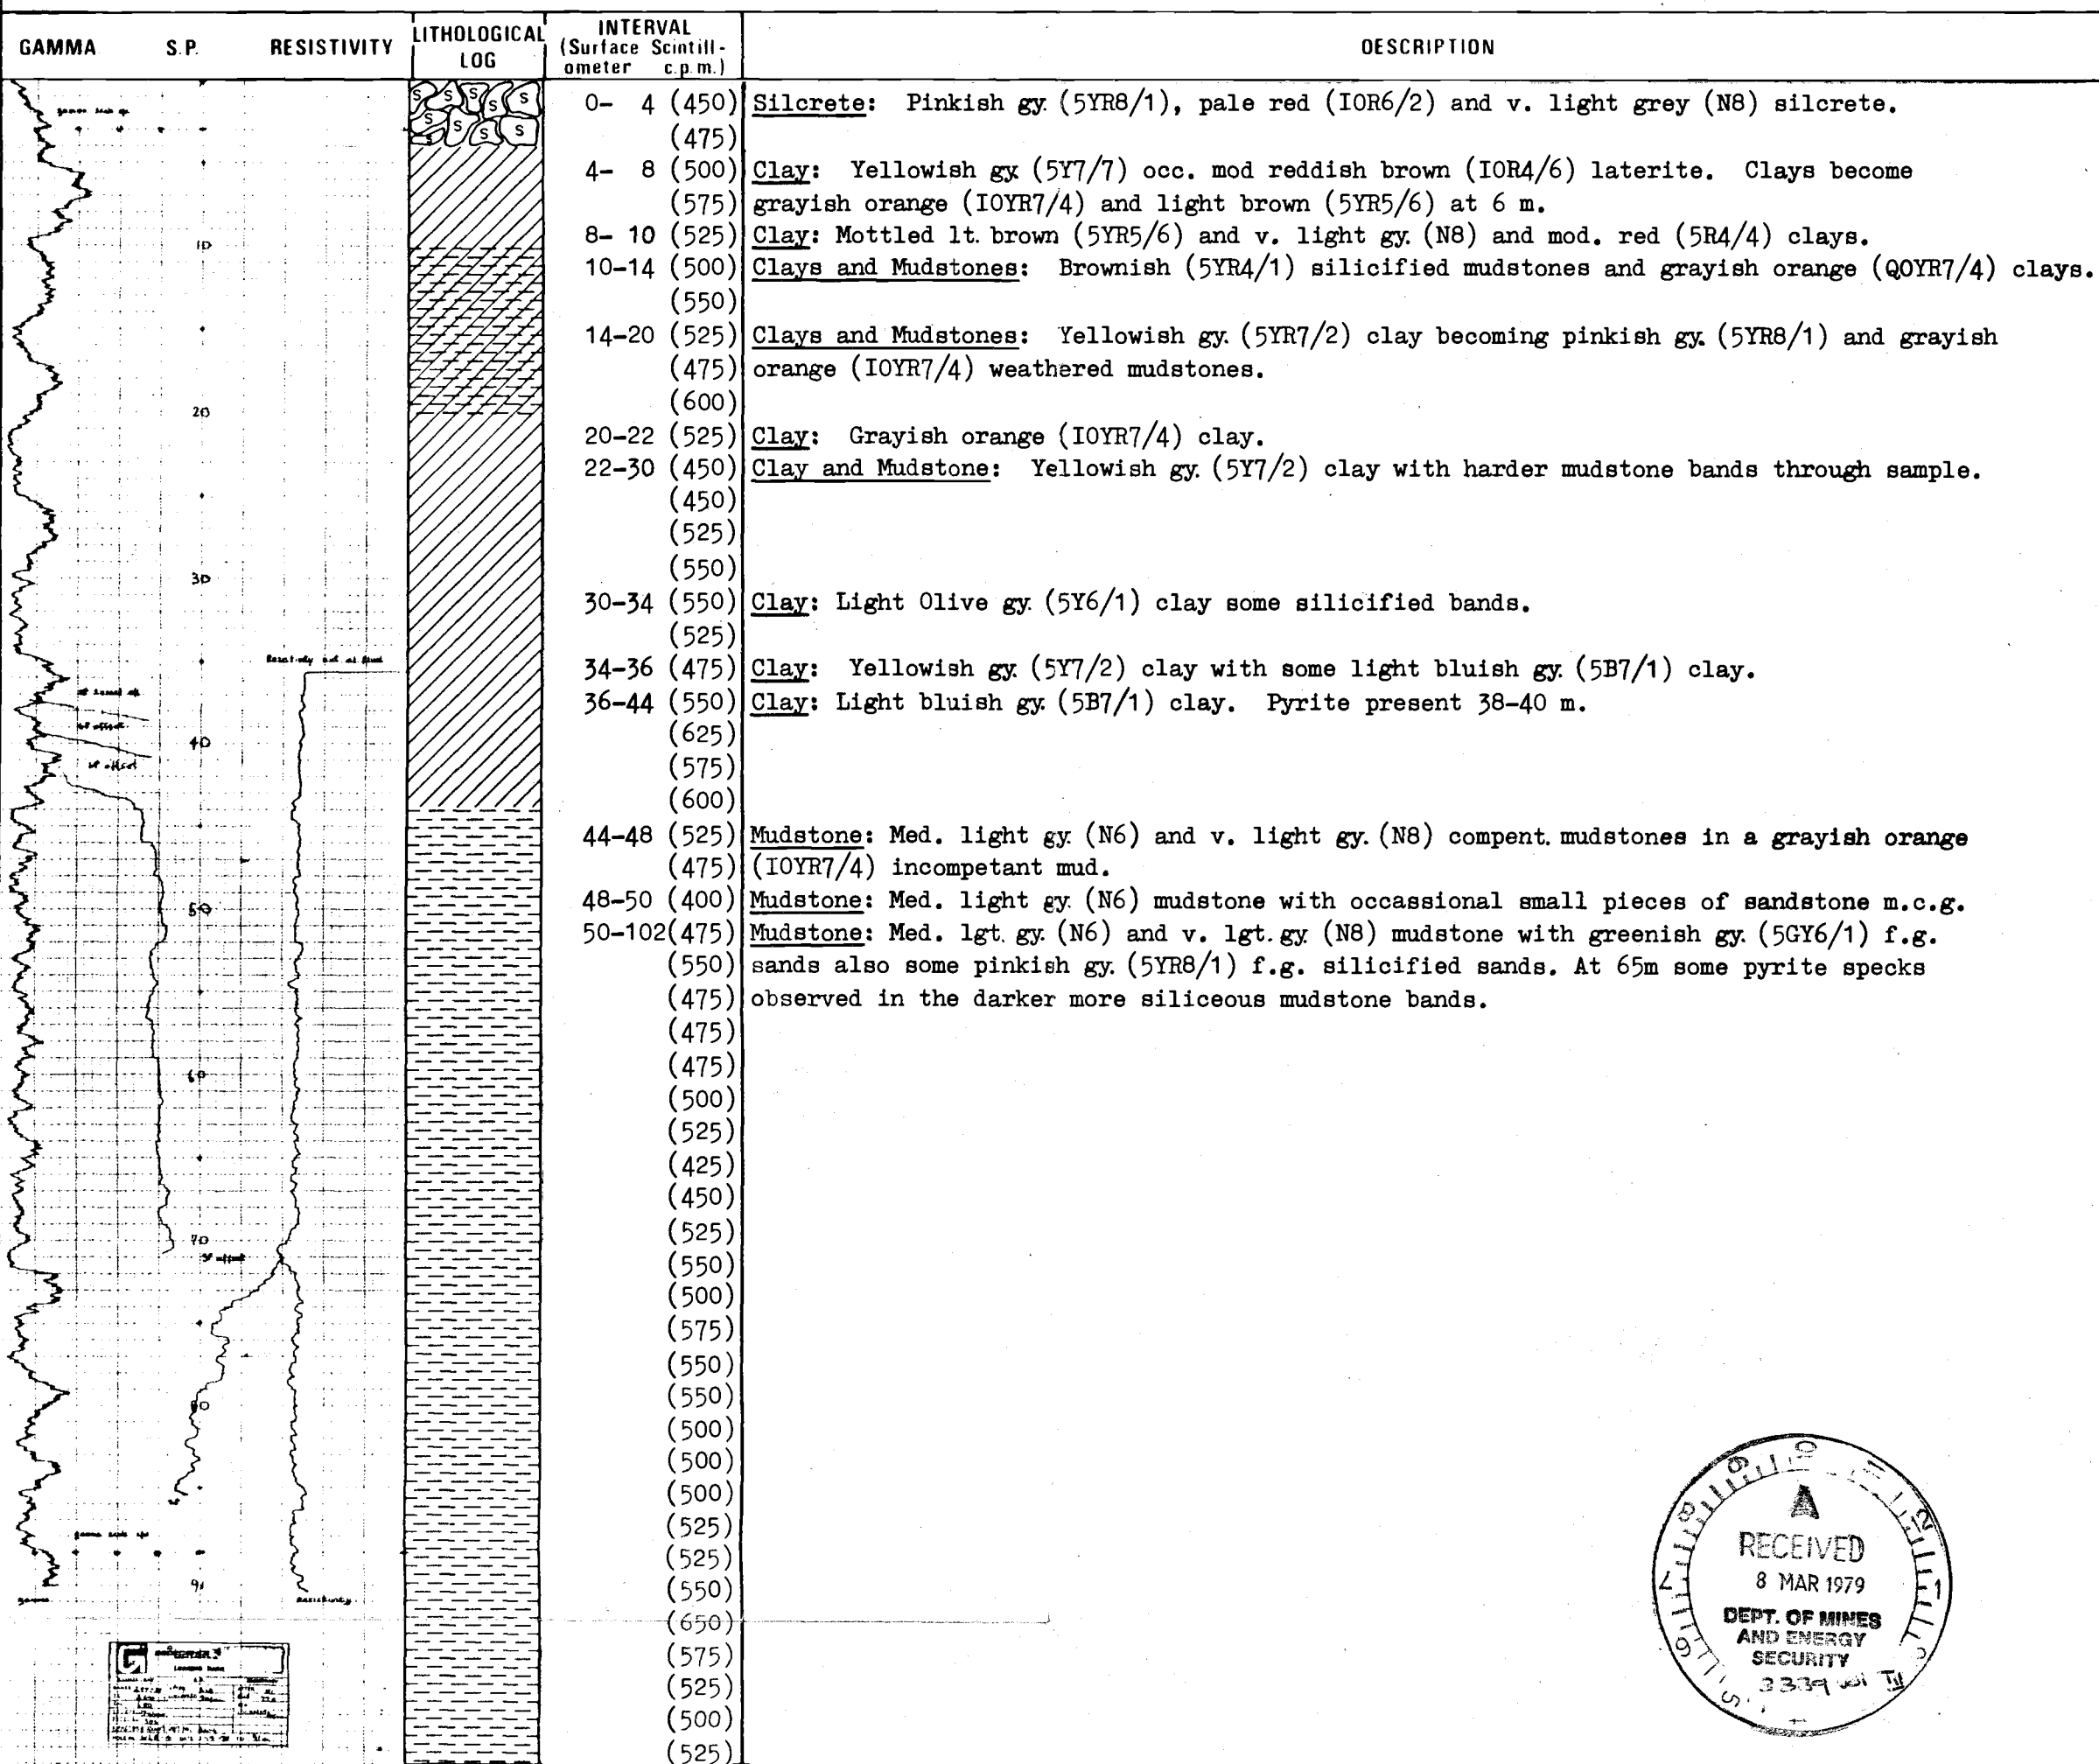 GAMMA S.P. RESISTIVITY LITHOLOGICAL LOG INTERVAL (Surface Scintill-ometer c.p.m.) DESCRIPTION
0- 4 (450) Silcrete: Pinkish gy. (5YR8/1), pale red (IOR6/2) and v. light grey (N8) silcrete.
(475)
4- 8 (500) Clay: Yellowish gy. (5Y7/7) occ. mod reddish brown (IOR4/6) laterite. Clays become
(575) grayish orange (IOYR7/4) and light brown (5YR5/6) at 6 m.
8- 10 (525) Clay: Mottled lt. brown (5YR5/6) and v. light gy. (N8) and mod. red (5R4/4) clays.
10-14 (500) Clays and Mudstones: Brownish (5YR4/1) silicified mudstones and grayish orange (QOYR7/4) clays.
(550)
14-20 (525) Clays and Mudstones: Yellowish gy. (5YR7/2) clay becoming pinkish gy. (5YR8/1) and grayish
(475) orange (IOYR7/4) weathered mudstones.
(600)
20-22 (525) Clay: Grayish orange (IOYR7/4) clay.
22-30 (450) Clay and Mudstone: Yellowish gy. (5Y7/2) clay with harder mudstone bands through sample.
(450)
(525)
(550)
30-34 (550) Clay: Light Olive gy. (5Y6/1) clay some silicified bands.
(525)
34-36 (475) Clay: Yellowish gy. (5Y7/2) clay with some light bluish gy. (5B7/1) clay.
36-44 (550) Clay: Light bluish gy. (5B7/1) clay. Pyrite present 38-40 m.
(625)
(575)
(600)
44-48 (525) Mudstone: Med. light gy. (N6) and v. light gy. (N8) compent. mudstones in a grayish orange
(475) (IOYR7/4) incompetant mud.
48-50 (400) Mudstone: Med. light gy. (N6) mudstone with occassional small pieces of sandstone m.c.g.
50-102(475) Mudstone: Med. lgt. gy. (N6) and v. lgt. gy. (N8) mudstone with greenish gy. (5GY6/1) f.g.
(550) sands also some pinkish gy. (5YR8/1) f.g. silicified sands. At 65m some pyrite specks
(475) observed in the darker more siliceous mudstone bands.
(475)
(475)
(500)
(525)
(425)
(450)
(525)
(550)
(500)
(575)
(550)
(550)
(500)
(500)
(500)
(525)
(525)
(550)
(650)
(575)
(525)
(500)
(525)
10
20
30
40
50
60
70
80
SP offset
SP offset
SP offset
gamma
Resistivity
S S S S S S S S
RECEIVED
8 MAR 1979
DEPT. OF MINES
AND ENERGY
SECURITY